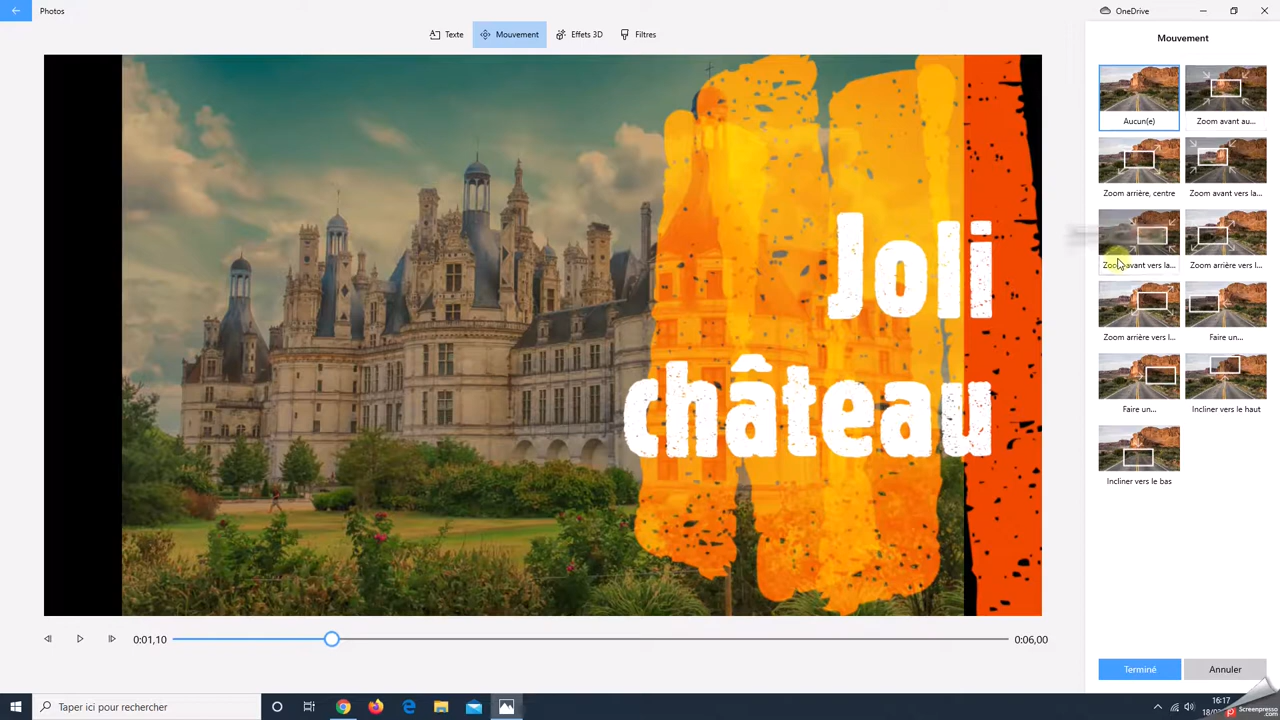 Photos
OneDrive
Texte
Mouvement
Effets 3D
Filtres
Mouvement
Aucun(e)
Zoom avant au...
Zoom arrière, centre
Zoom avant vers la...
Zoom avant vers la...
Zoom arrière vers l...
Zoom arrière vers l...
Faire un...
Faire un...
Incliner vers le haut
Incliner vers le bas
Joli
château
0:01,10
0:06,00
Terminé
Annuler
Taper ici pour rechercher
16:17
Screenpresso
.com